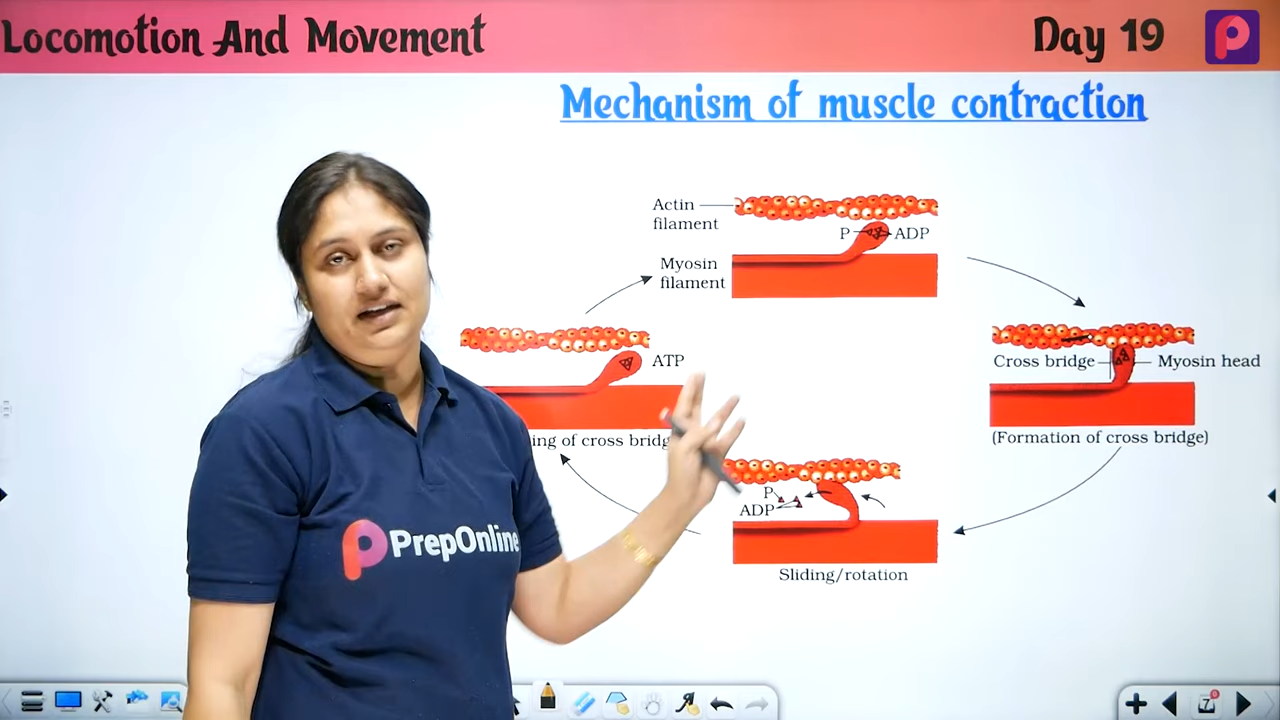 Locomotion And Movement
Day 19
Mechanism of muscle contraction
Actin
filament
P
ADP
Myosin
filament
ATP
Cross bridge
Myosin head
(Formation of cross bridge)
P
ADP
Sliding/rotation
PrepOnline